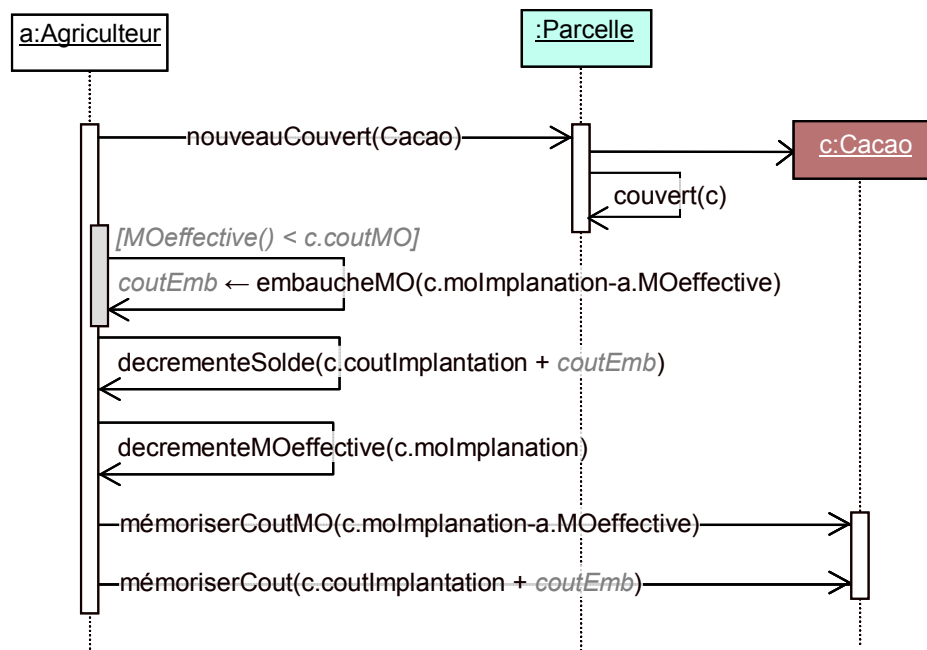 a:Agriculteur
:Parcelle
nouveauCouvert(Cacao)
c:Cacao
couvert(c)
[MOeffective() < c.coutMO]
coutEmb ← embaucheMO(c.moImplanation-a.MOeffective)
decrementeSolde(c.coutImplantation + coutEmb)
decrementeMOeffective(c.moImplanation)
mémoriserCoutMO(c.moImplanation-a.MOeffective)
mémoriserCout(c.coutImplantation + coutEmb)